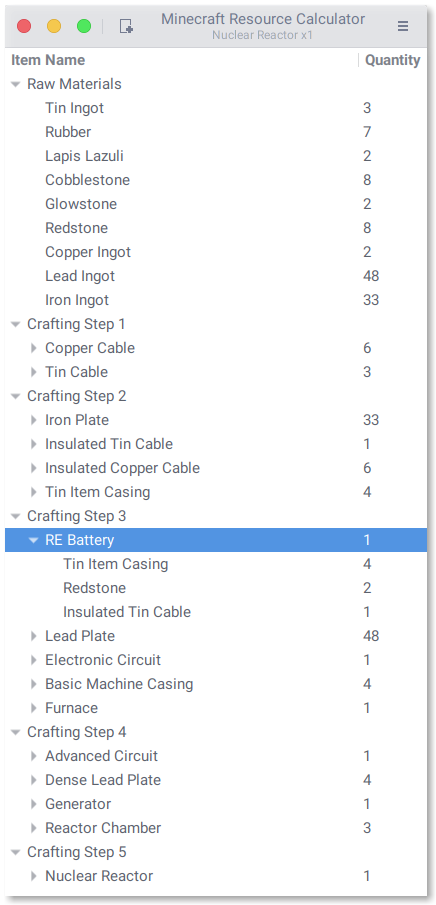 Minecraft Resource Calculator
Nuclear Reactor x1
Item Name Quantity
Raw Materials
Tin Ingot 3
Rubber 7
Lapis Lazuli 2
Cobblestone 8
Glowstone 2
Redstone 8
Copper Ingot 2
Lead Ingot 48
Iron Ingot 33
Crafting Step 1
Copper Cable 6
Tin Cable 3
Crafting Step 2
Iron Plate 33
Insulated Tin Cable 1
Insulated Copper Cable 6
Tin Item Casing 4
Crafting Step 3
RE Battery 1
Tin Item Casing 4
Redstone 2
Insulated Tin Cable 1
Lead Plate 48
Electronic Circuit 1
Basic Machine Casing 4
Furnace 1
Crafting Step 4
Advanced Circuit 1
Dense Lead Plate 4
Generator 1
Reactor Chamber 3
Crafting Step 5
Nuclear Reactor 1